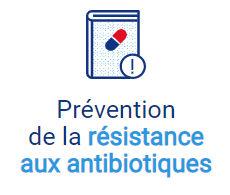 Prévention
de la résistance
aux antibiotiques